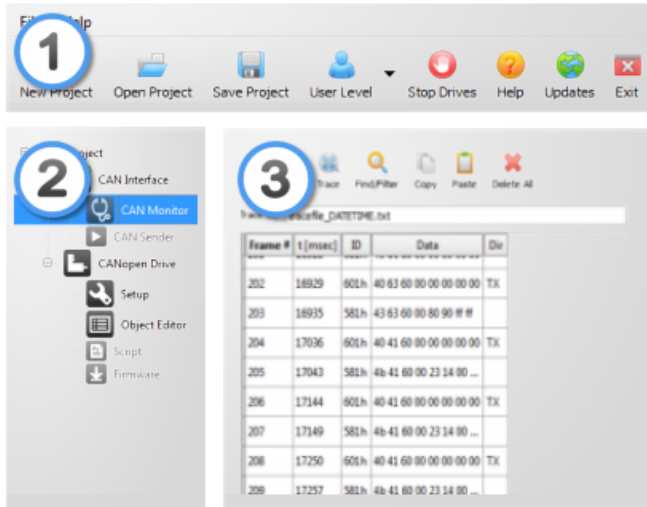 1
New Project Open Project Save Project User Level Stop Drives Help Updates Exit
2
CAN Interface
CAN Monitor
CAN Sender
CANopen Drive
Setup
Object Editor
Script
Firmware
3
Trace Find/Filter Copy Paste Delete All
tracefile_DATETIME.txt
Frame # t [msec] ID Data Dir
202 16929 601h 40 63 60 00 00 00 00 00 TX
203 16935 581h 43 63 60 00 80 90 ff ff
204 17036 601h 40 41 60 00 00 00 00 00 TX
205 17043 581h 4b 41 60 00 23 14 00 ...
206 17144 601h 40 41 60 00 00 00 00 00 TX
207 17149 581h 4b 41 60 00 23 14 00 ...
208 17250 601h 40 41 60 00 00 00 00 00 TX
209 17257 581h 4b 41 60 00 23 14 00 ...